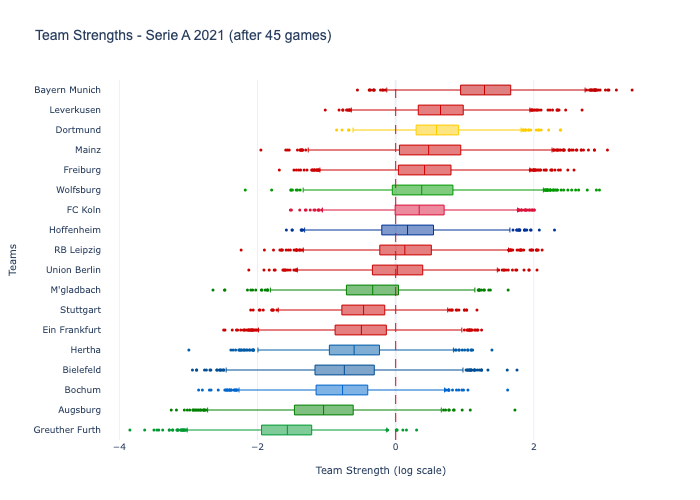 Team Strengths - Serie A 2021 (after 45 games)
Bayern Munich
Leverkusen
Dortmund
Mainz
Freiburg
Wolfsburg
FC Koln
Hoffenheim
RB Leipzig
Union Berlin
M'gladbach
Stuttgart
Ein Frankfurt
Hertha
Bielefeld
Bochum
Augsburg
Greuther Furth
Teams
−4 −2 0 2
Team Strength (log scale)